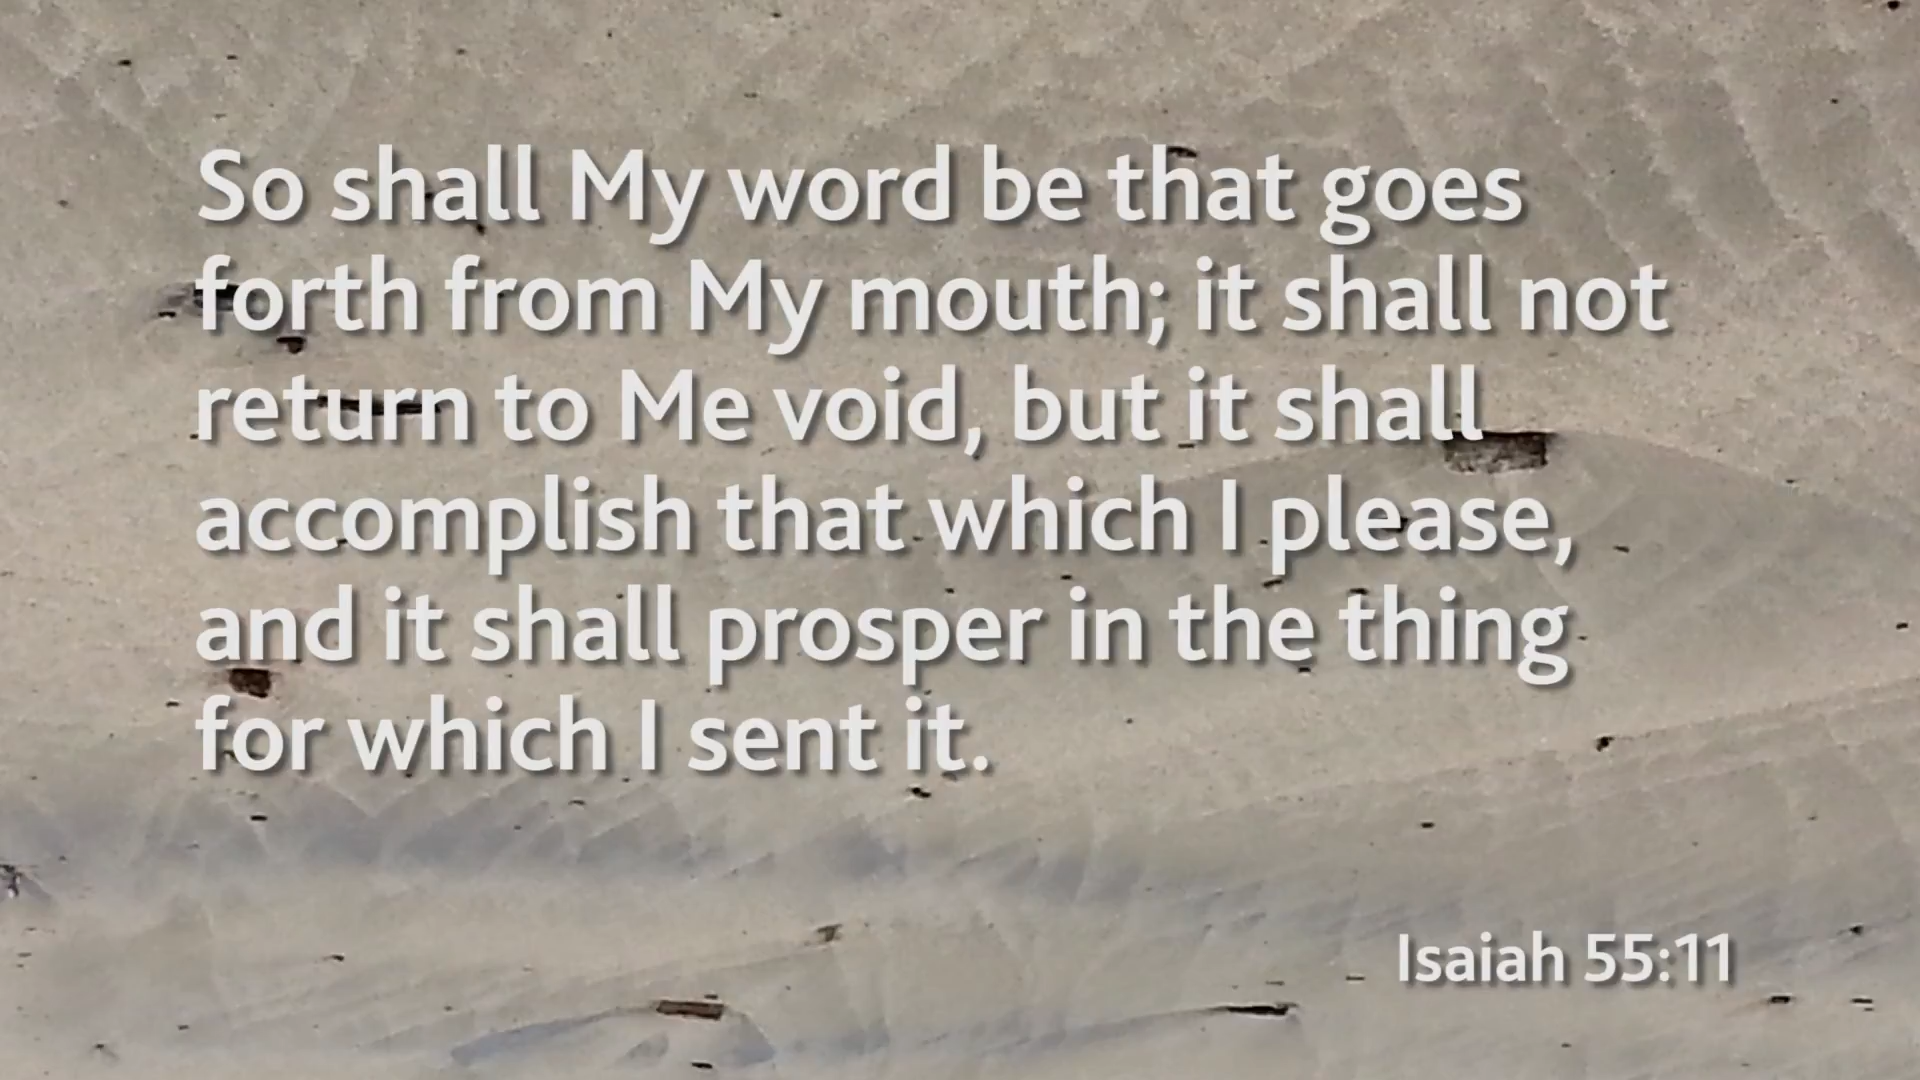 So shall My word be that goes
forth from My mouth; it shall not
return to Me void, but it shall
accomplish that which I please,
and it shall prosper in the thing
for which I sent it.
Isaiah 55:11